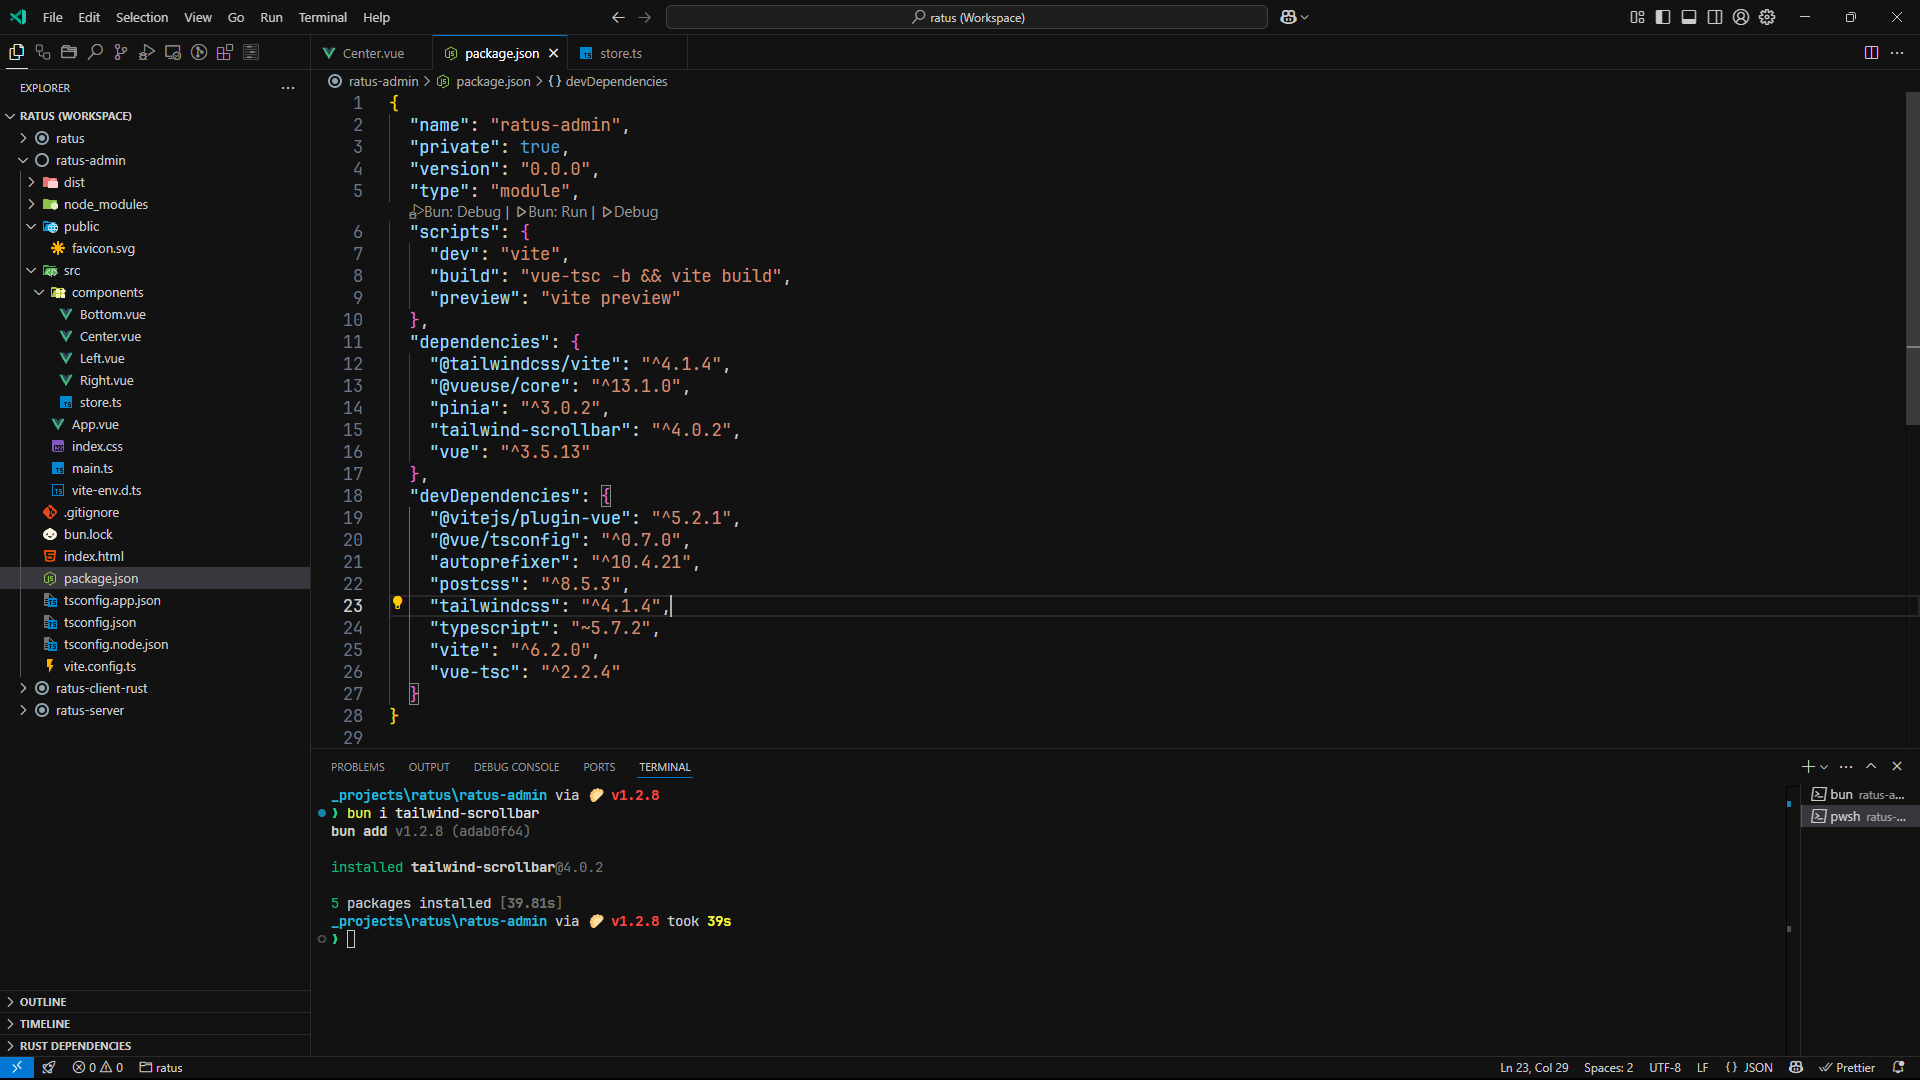 File Edit Selection View Go Run Terminal Help
ratus (Workspace)
EXPLORER
RATUS (WORKSPACE)
ratus
ratus-admin
dist
node_modules
public
favicon.svg
src
components
Bottom.vue
Center.vue
Left.vue
Right.vue
store.ts
App.vue
index.css
main.ts
vite-env.d.ts
.gitignore
bun.lock
index.html
package.json
tsconfig.app.json
tsconfig.json
tsconfig.node.json
vite.config.ts
ratus-client-rust
ratus-server
OUTLINE
TIMELINE
RUST DEPENDENCIES
Center.vue package.json store.ts
ratus-admin > package.json > {} devDependencies
1 {
2 "name": "ratus-admin",
3 "private": true,
4 "version": "0.0.0",
5 "type": "module",
Bun: Debug | Bun: Run | Debug
6 "scripts": {
7 "dev": "vite",
8 "build": "vue-tsc -b && vite build",
9 "preview": "vite preview"
10 },
11 "dependencies": {
12 "@tailwindcss/vite": "^4.1.4",
13 "@vueuse/core": "^13.1.0",
14 "pinia": "^3.0.2",
15 "tailwind-scrollbar": "^4.0.2",
16 "vue": "^3.5.13"
17 },
18 "devDependencies": {
19 "@vitejs/plugin-vue": "^5.2.1",
20 "@vue/tsconfig": "^0.7.0",
21 "autoprefixer": "^10.4.21",
22 "postcss": "^8.5.3",
23 "tailwindcss": "^4.1.4",
24 "typescript": "~5.7.2",
25 "vite": "^6.2.0",
26 "vue-tsc": "^2.2.4"
27 }
28 }
29
PROBLEMS OUTPUT DEBUG CONSOLE PORTS TERMINAL
_projects\ratus\ratus-admin via v1.2.8
❯ bun i tailwind-scrollbar
bun add v1.2.8 (adab0f64)
installed tailwind-scrollbar@4.0.2
5 packages installed [39.81s]
_projects\ratus\ratus-admin via v1.2.8 took 39s
❯
bun ratus-a...
pwsh ratus-...
0 0 ratus
Ln 23, Col 29 Spaces: 2 UTF-8 LF {} JSON Prettier